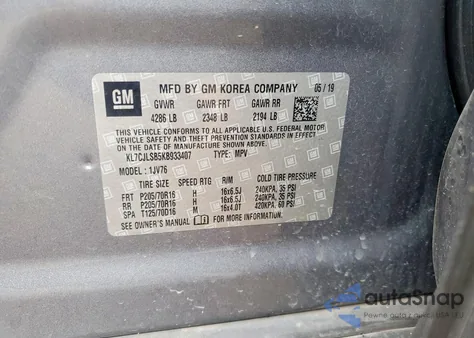 GM
MFD BY GM KOREA COMPANY 05/19
GVWR GAWR FRT GAWR RR
4286 LB 2348 LB 2194 LB
THIS VEHICLE CONFORMS TO ALL APPLICABLE U.S. FEDERAL MOTOR
VEHICLE SAFETY, BUMPER, AND THEFT PREVENTION STANDARDS IN
EFFECT ON THE DATE OF MANUFACTURE SHOWN ABOVE.
KL7CJLSB5KB933407 TYPE: MPV
MODEL: 1JV76
TIRE SIZE SPEED RTG RIM COLD TIRE PRESSURE
FRT P205/70R16 H 16x6.5J 240KPA, 35 PSI
RR P205/70R16 H 16x6.5J 240KPA, 35 PSI
SPA T125/70D16 M 16x4.0T 420KPA, 60 PSI
SEE OWNER'S MANUAL FOR MORE INFORMATION.
autoSnap